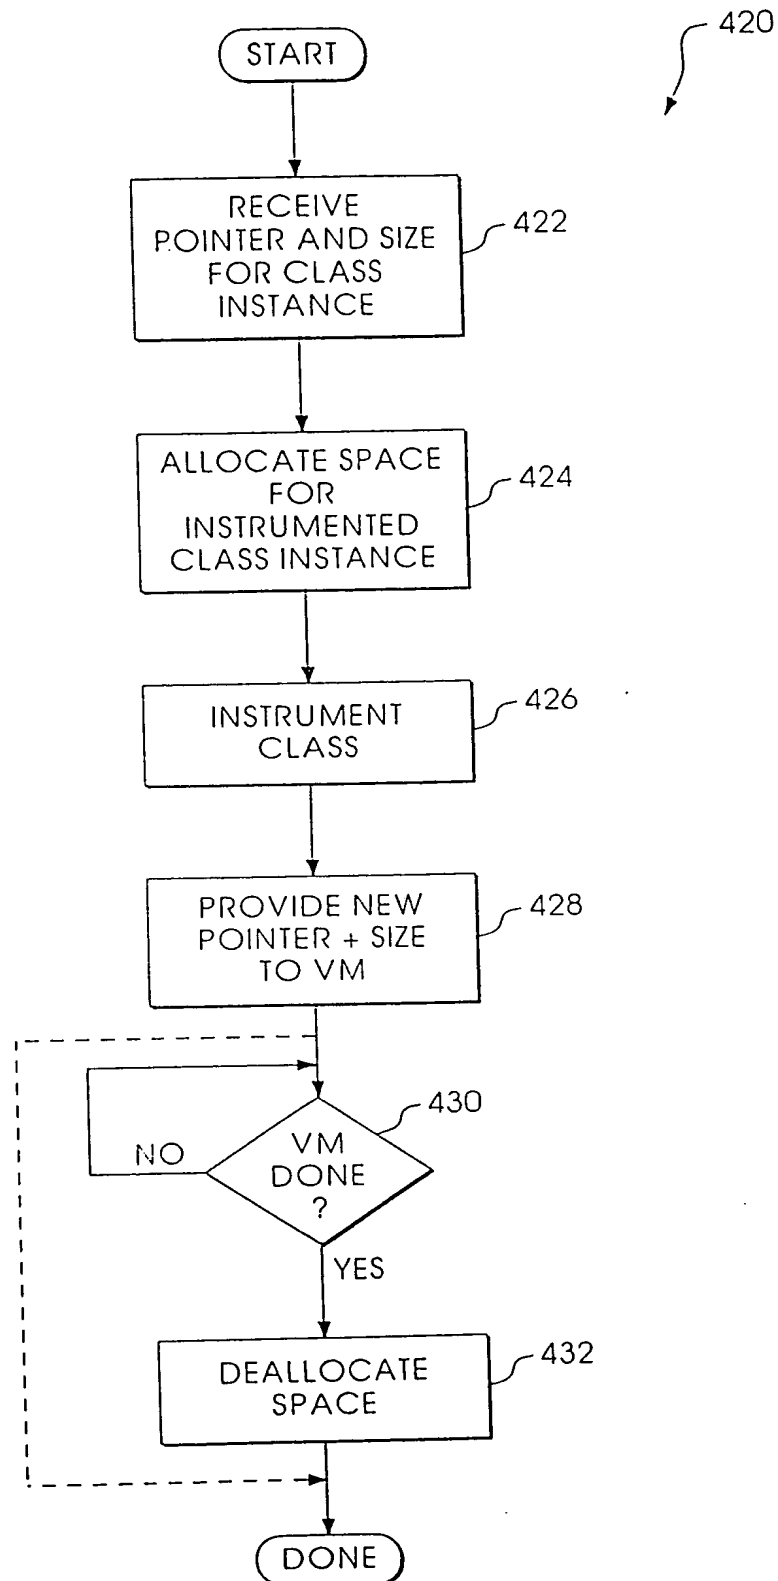 420
START
RECEIVE
POINTER AND SIZE
FOR CLASS
INSTANCE
422
ALLOCATE SPACE
FOR
INSTRUMENTED
CLASS INSTANCE
424
INSTRUMENT
CLASS
426
PROVIDE NEW
POINTER + SIZE
TO VM
428
VM
DONE
?
430
NO
YES
DEALLOCATE
SPACE
432
DONE